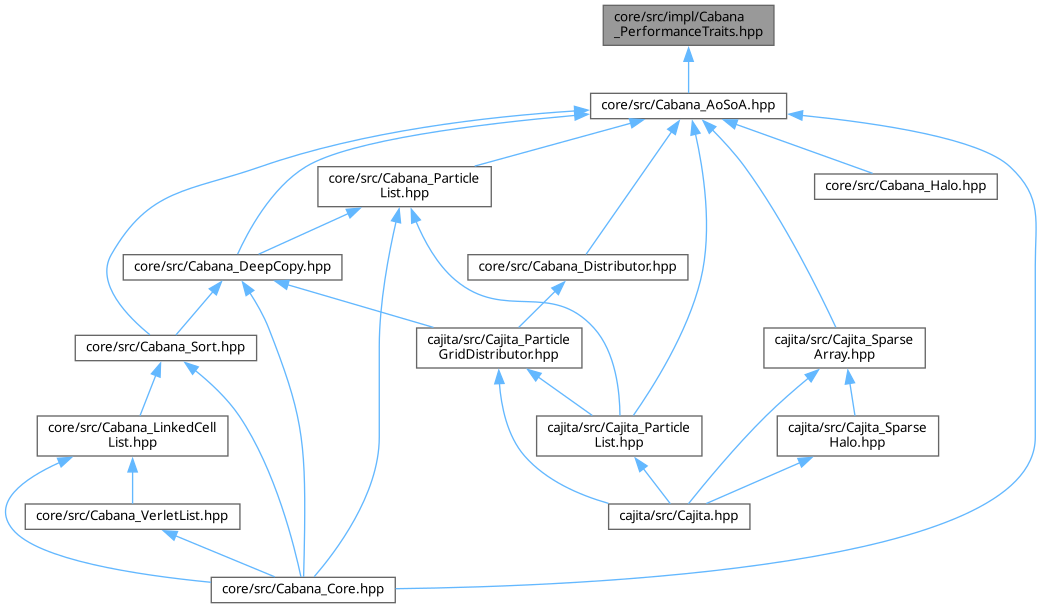 core/src/impl/Cabana
_PerformanceTraits.hpp
core/src/Cabana_AoSoA.hpp
core/src/Cabana_Particle
List.hpp
core/src/Cabana_Halo.hpp
core/src/Cabana_DeepCopy.hpp
core/src/Cabana_Distributor.hpp
core/src/Cabana_Sort.hpp
cajita/src/Cajita_Particle
GridDistributor.hpp
cajita/src/Cajita_Sparse
Array.hpp
core/src/Cabana_LinkedCell
List.hpp
cajita/src/Cajita_Particle
List.hpp
cajita/src/Cajita_Sparse
Halo.hpp
core/src/Cabana_VerletList.hpp
cajita/src/Cajita.hpp
core/src/Cabana_Core.hpp